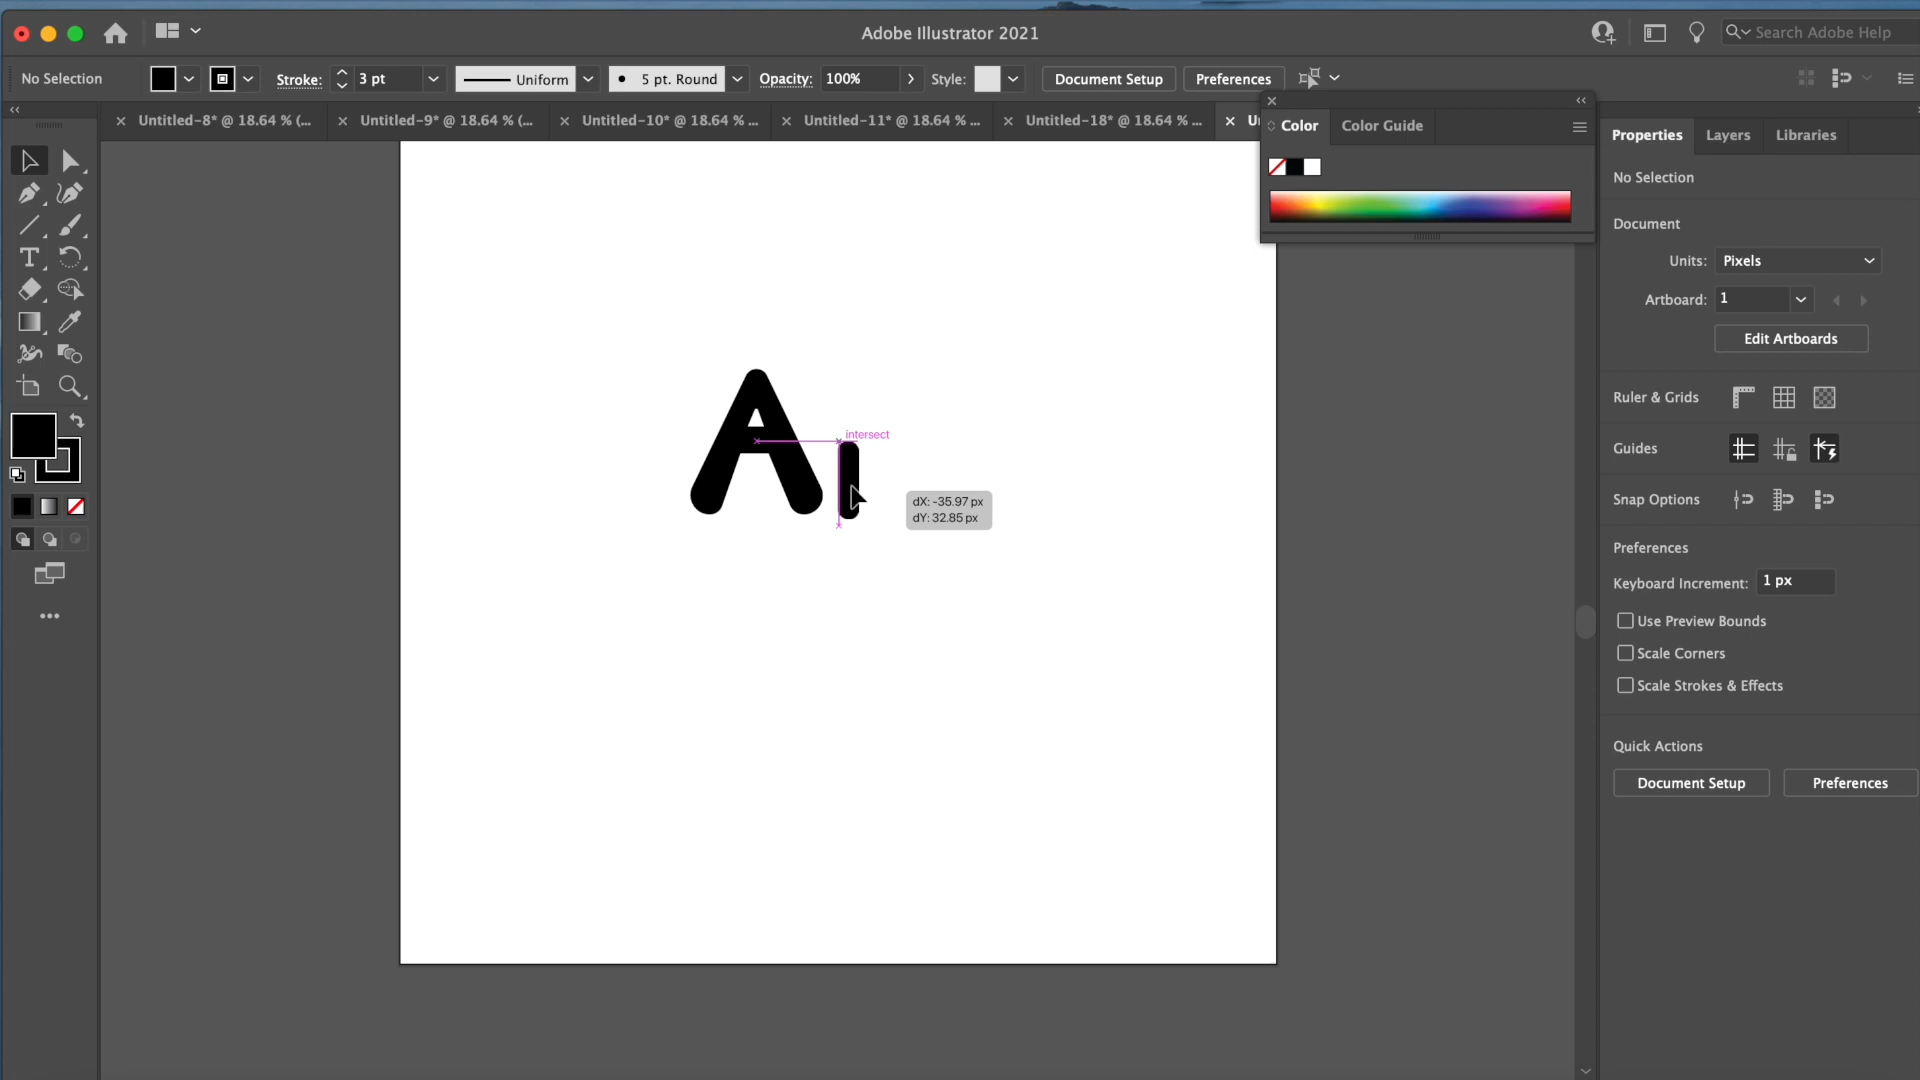 Adobe Illustrator 2021
Search Adobe Help
No Selection
Stroke:
3 pt
Uniform
5 pt. Round
Opacity:
100%
Style:
Document Setup
Preferences
Untitled-8* @ 18.64 % (...
Untitled-9* @ 18.64 % (...
Untitled-10* @ 18.64 % ...
Untitled-11* @ 18.64 % ...
Untitled-18* @ 18.64 % ...
Color
Color Guide
Properties
Layers
Libraries
No Selection
Document
Units:
Pixels
Artboard:
1
Edit Artboards
Ruler & Grids
Guides
Snap Options
Preferences
Keyboard Increment:
1 px
Use Preview Bounds
Scale Corners
Scale Strokes & Effects
Quick Actions
Document Setup
Preferences
A
intersect
dX: -35.97 px
dY: 32.85 px